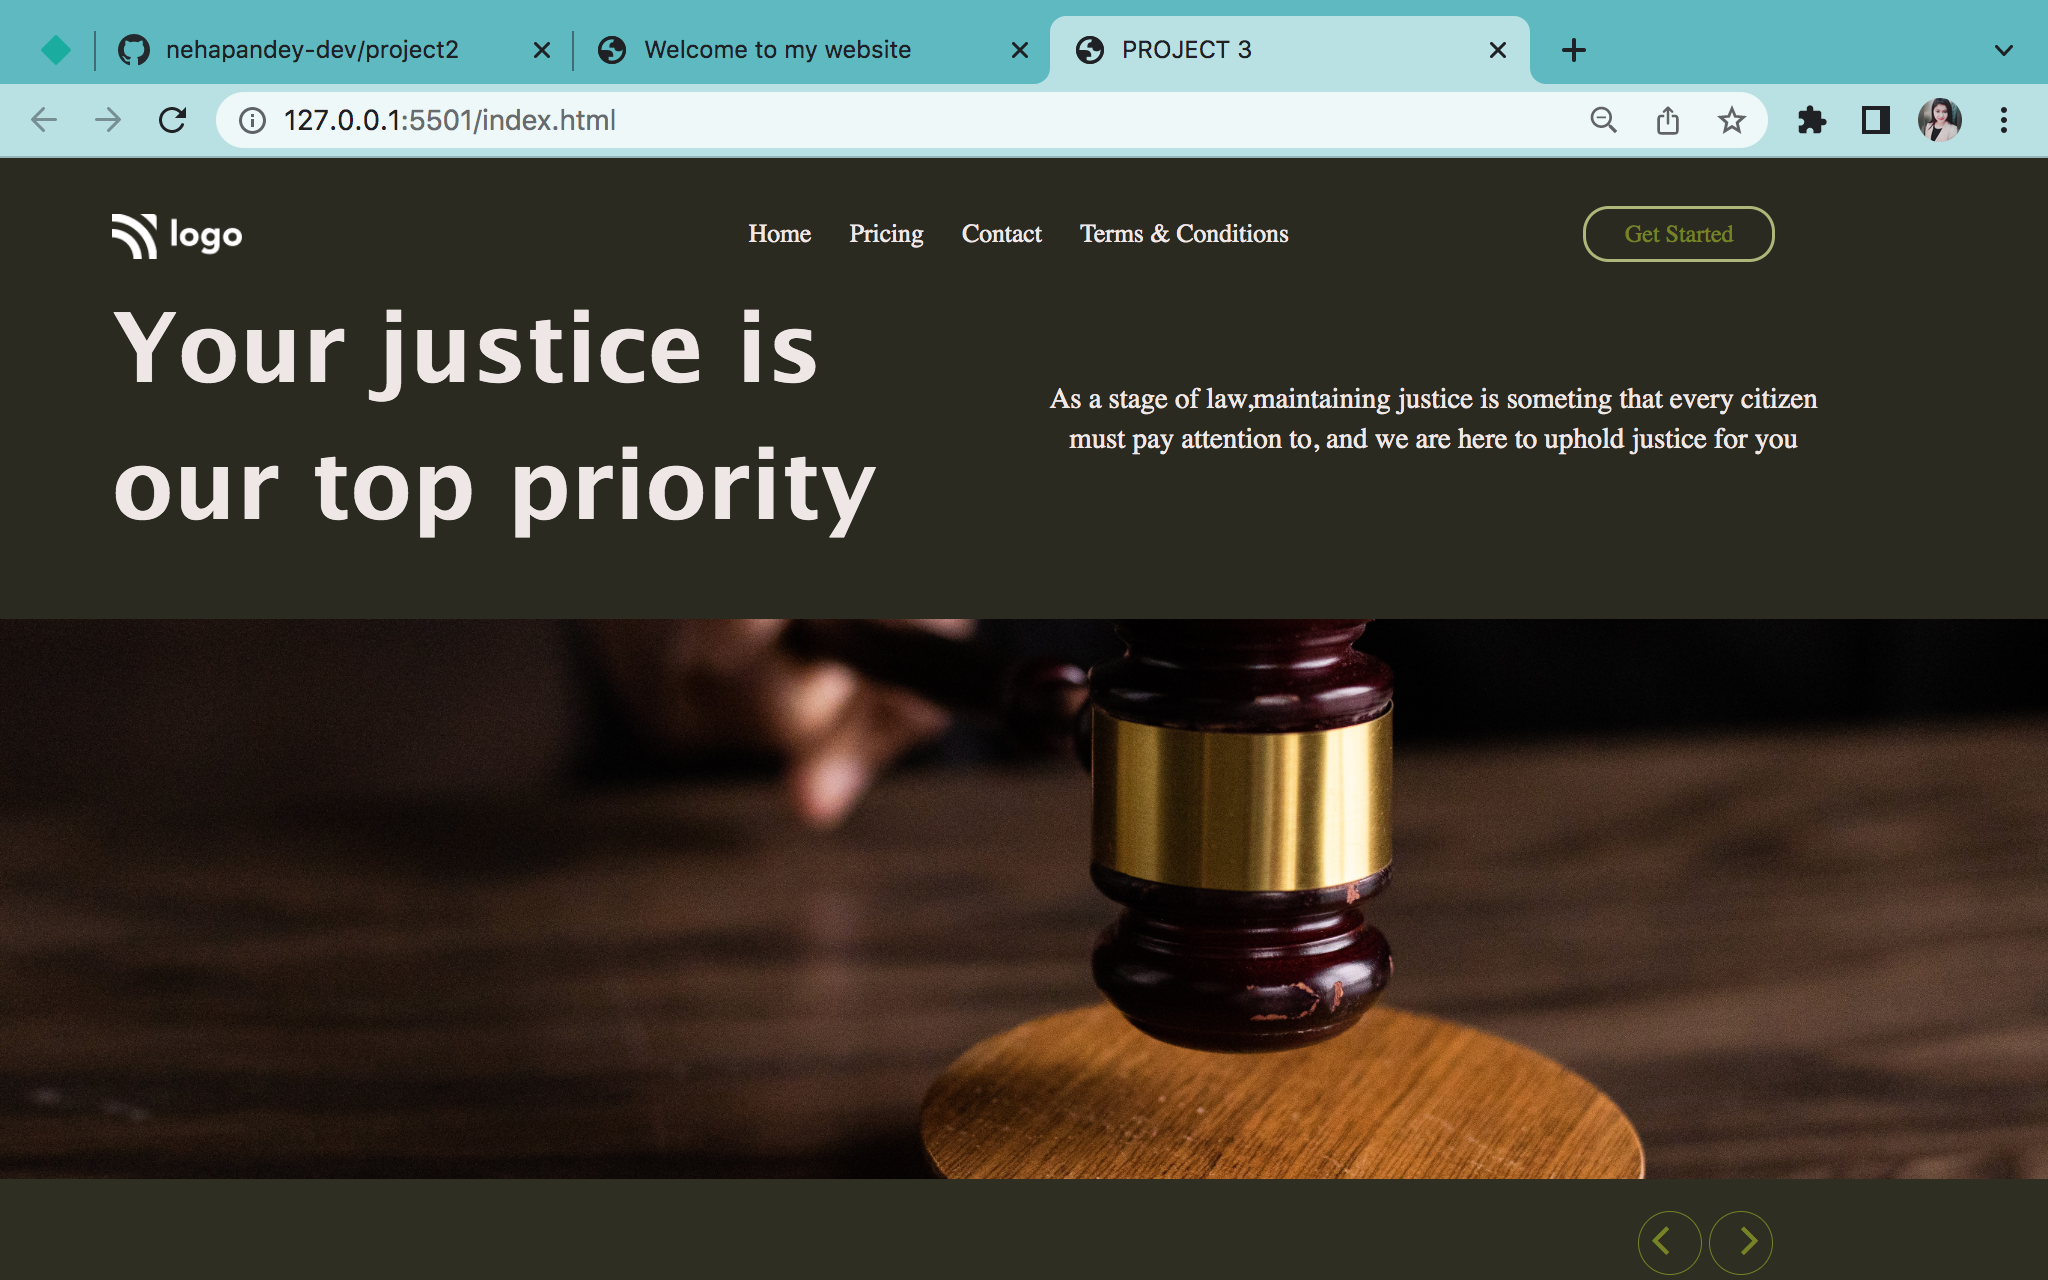 nehapandey-dev/project2
Welcome to my website
PROJECT 3
127.0.0.1:5501/index.html
logo
Home Pricing Contact Terms & Conditions
Get Started
Your justice is
our top priority
As a stage of law,maintaining justice is someting that every citizen
must pay attention to, and we are here to uphold justice for you